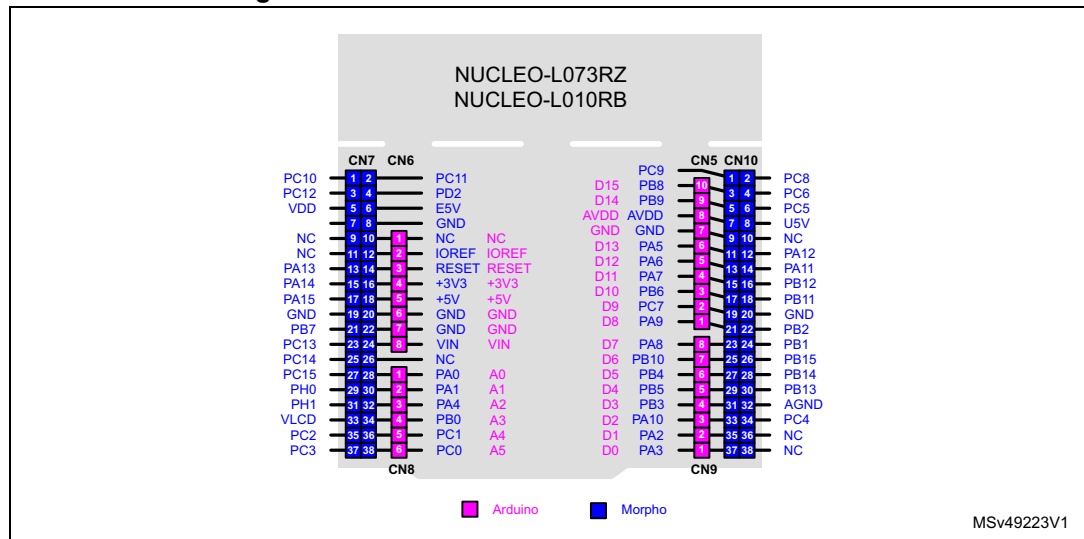 NUCLEO-L073RZ
NUCLEO-L010RB
CN7 CN6 CN5 CN10
PC9
PC10 1 2 PC11 D15 PB8 10 1 2 PC8
PC12 3 4 PD2 D14 PB9 9 3 4 PC6
VDD 5 6 E5V AVDD AVDD 8 5 6 PC5
7 8 GND GND GND 7 7 8 U5V
NC 9 10 1 NC NC D13 PA5 6 9 10 NC
NC 11 12 2 IOREF IOREF D12 PA6 5 11 12 PA12
PA13 13 14 3 RESET RESET D11 PA7 4 13 14 PA11
PA14 15 16 4 +3V3 +3V3 D10 PB6 3 15 16 PB12
PA15 17 18 5 +5V +5V D9 PC7 2 17 18 PB11
GND 19 20 6 GND GND D8 PA9 1 19 20 GND
PB7 21 22 7 GND GND 21 22 PB2
PC13 23 24 8 VIN VIN D7 PA8 8 23 24 PB1
PC14 25 26 NC D6 PB10 7 25 26 PB15
PC15 27 28 1 PA0 A0 D5 PB4 6 27 28 PB14
PH0 29 30 2 PA1 A1 D4 PB5 5 29 30 PB13
PH1 31 32 3 PA4 A2 D3 PB3 4 31 32 AGND
VLCD 33 34 4 PB0 A3 D2 PA10 3 33 34 PC4
PC2 35 36 5 PC1 A4 D1 PA2 2 35 36 NC
PC3 37 38 6 PC0 A5 D0 PA3 1 37 38 NC
CN8 CN9
Arduino Morpho
MSv49223V1